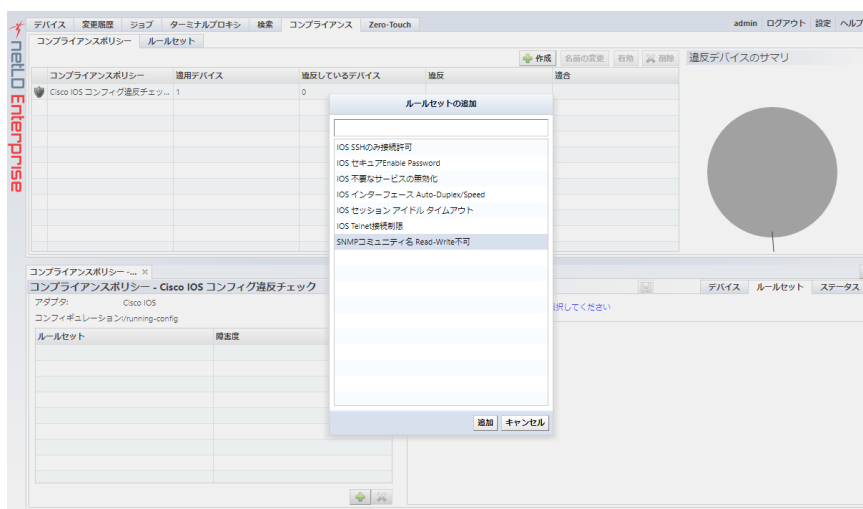 デバイス 変更履歴 ジョブ ターミナルプロキシ 検索 コンプライアンス Zero-Touch
admin ログアウト 設定 ヘルプ
コンプライアンスポリシー ルールセット
netLD Enterprise
作成 名前の変更 有効 削除
違反デバイスのサマリ
コンプライアンスポリシー 適用デバイス 違反しているデバイス 違反 適合
Cisco IOS コンフィグ違反チェッ... 1 0
ルールセットの追加
IOS SSHのみ接続許可
IOS セキュアEnable Password
IOS 不要なサービスの無効化
IOS インターフェース Auto-Duplex/Speed
IOS セッション アイドル タイムアウト
IOS Telnet接続制限
SNMPコミュニティ名 Read-Write不可
追加 キャンセル
コンプライアンスポリシー -... ×
コンプライアンスポリシー - Cisco IOS コンフィグ違反チェック
デバイス ルールセット ステータス
アダプタ: Cisco IOS
択してください
コンフィギュレーション:/running-config
ルールセット 障害度